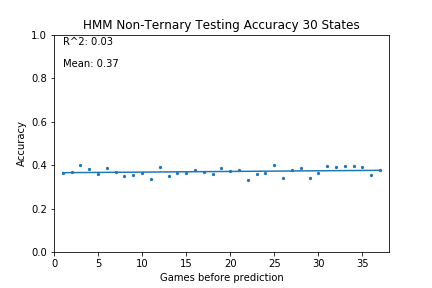 HMM Non-Ternary Testing Accuracy 30 States
1.0
R^2: 0.03
Mean: 0.37
0.8
0.6
Accuracy
0.4
0.2
0.0
0 5 10 15 20 25 30 35
Games before prediction